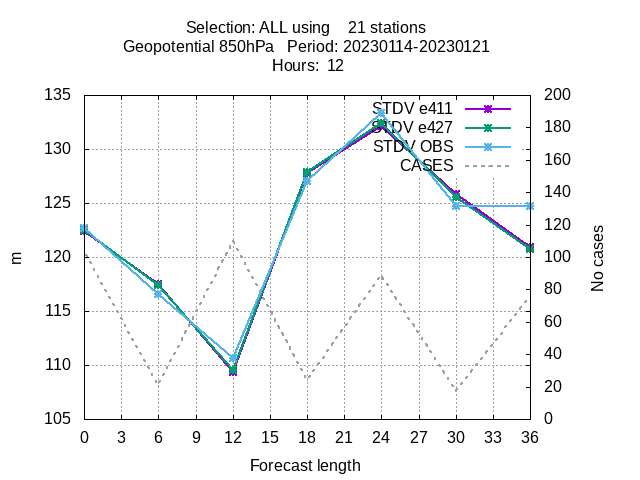 Selection: ALL using 21 stations
Geopotential 850hPa Period: 20230114-20230121
Hours: 12
STDV e411
STDV e427
STDV OBS
CASES
135
130
125
120
115
110
105
m
200
180
160
140
120
100
80
60
40
20
0
No cases
0 3 6 9 12 15 18 21 24 27 30 33 36
Forecast length